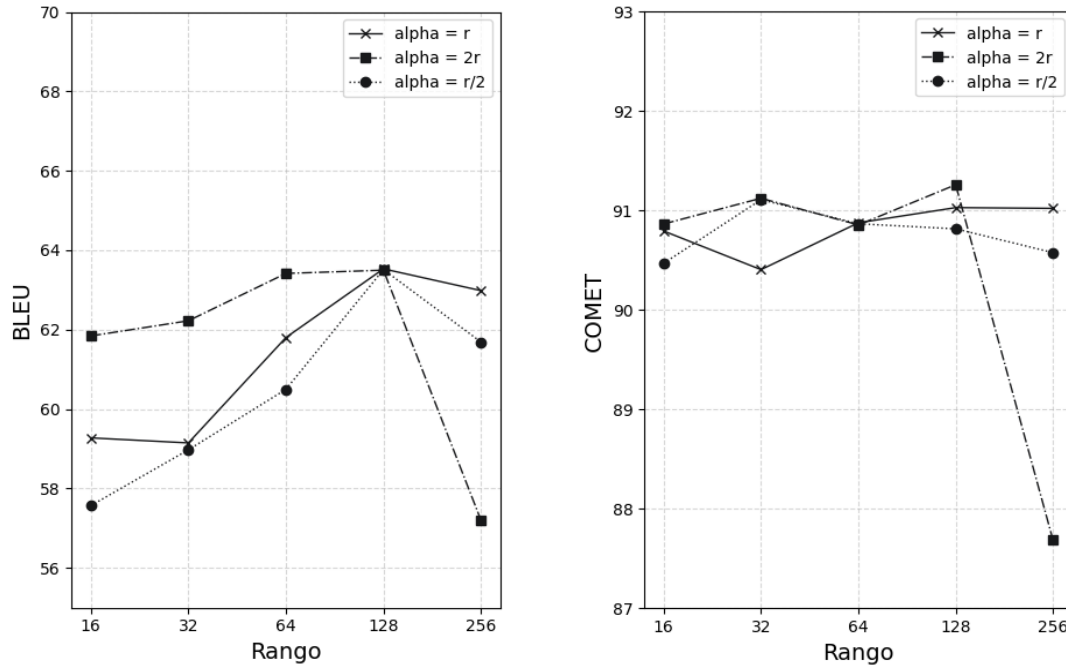 70
68
66
64
62
60
58
56
BLEU
16 32 64 128 256
Rango
alpha = r
alpha = 2r
alpha = r/2
93
92
91
90
89
88
87
COMET
16 32 64 128 256
Rango
alpha = r
alpha = 2r
alpha = r/2